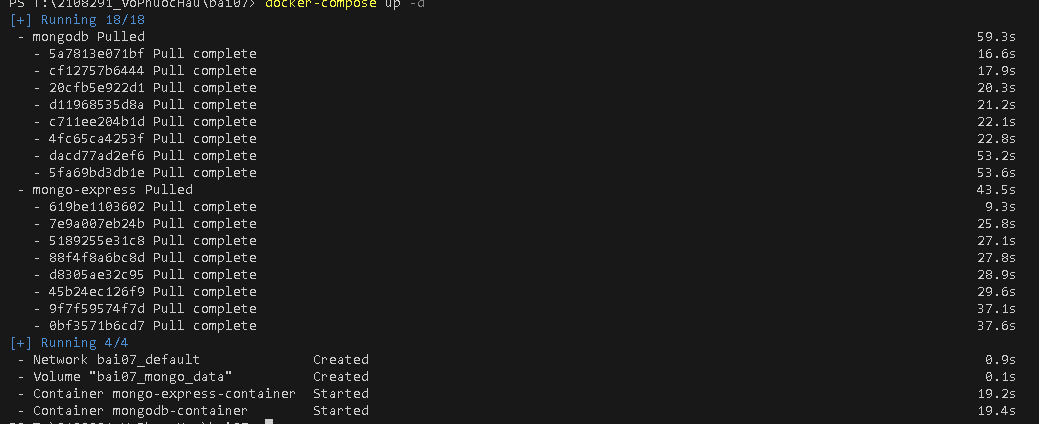 PS T:\2108291_VoPhuocHau\bai07> docker-compose up -d
[+] Running 18/18
- mongodb Pulled 59.3s
- 5a7813e071bf Pull complete 16.6s
- cf12757b6444 Pull complete 17.9s
- 20cfb5e922d1 Pull complete 20.3s
- d11968535d8a Pull complete 21.2s
- c711ee204b1d Pull complete 22.1s
- 4fc65ca4253f Pull complete 22.8s
- dacd77ad2ef6 Pull complete 53.2s
- 5fa69bd3db1e Pull complete 53.6s
- mongo-express Pulled 43.5s
- 619be1103602 Pull complete 9.3s
- 7e9a007eb24b Pull complete 25.8s
- 5189255e31c8 Pull complete 27.1s
- 88f4f8a6bc8d Pull complete 27.8s
- d8305ae32c95 Pull complete 28.9s
- 45b24ec126f9 Pull complete 29.6s
- 9f7f59574f7d Pull complete 37.1s
- 0bf3571b6cd7 Pull complete 37.6s
[+] Running 4/4
- Network bai07_default Created 0.9s
- Volume "bai07_mongo_data" Created 0.1s
- Container mongo-express-container Started 19.2s
- Container mongodb-container Started 19.4s